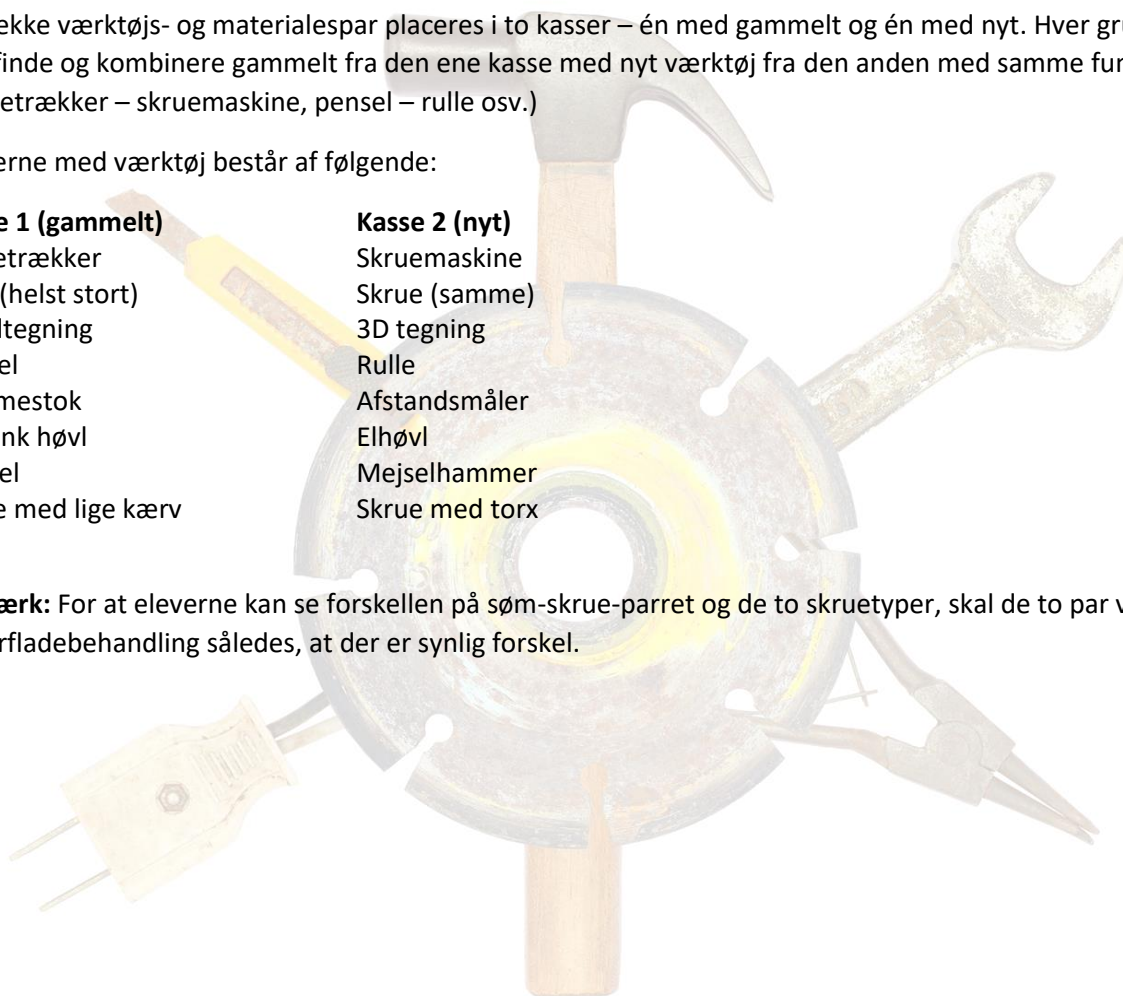 ekke værktøjs- og materialespar placeres i to kasser – én med gammelt og én med nyt. Hver gru
finde og kombinere gammelt fra den ene kasse med nyt værktøj fra den anden med samme fun
etrækker – skruemaskine, pensel – rulle osv.)
erne med værktøj består af følgende:
e 1 (gammelt) Kasse 2 (nyt)
etrækker Skruemaskine
(helst stort) Skrue (samme)
dtegning 3D tegning
el Rulle
mestok Afstandsmåler
nk høvl Elhøvl
el Mejselhammer
e med lige kærv Skrue med torx
ærk: For at eleverne kan se forskellen på søm-skrue-parret og de to skruetyper, skal de to par v
rfladebehandling således, at der er synlig forskel.